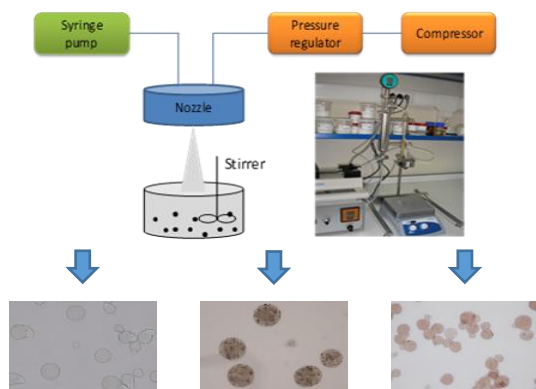 Syringe
pump
Pressure
regulator
Compressor
Nozzle
Stirrer